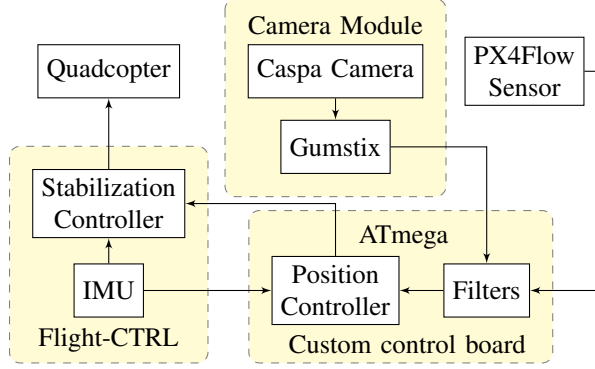 Camera Module
Quadcopter
Caspa Camera
PX4Flow
Sensor
Gumstix
Stabilization
Controller
ATmega
IMU
Position
Controller
Filters
Flight-CTRL
Custom control board